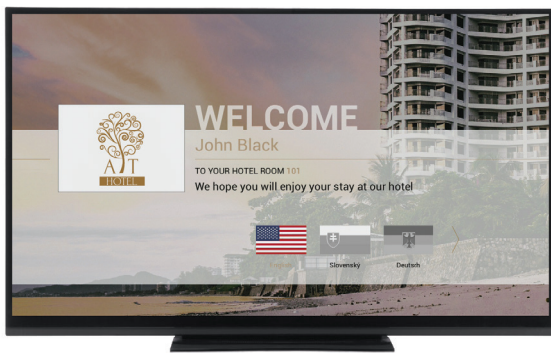 A T
HOTEL
WELCOME
John Black
TO YOUR HOTEL ROOM 101
We hope you will enjoy your stay at our hotel
Slovenský
Deutsch